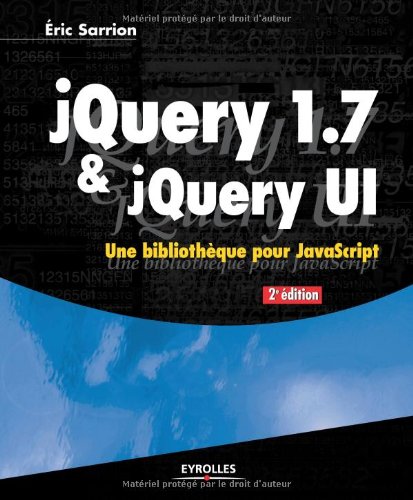 Matériel protégé par le droit d'auteur
Éric Sarrion
jQuery 1.7
& jQuery UI
Une bibliothèque pour JavaScript
2e édition
EYROLLES
Matériel protégé par le droit d'auteur